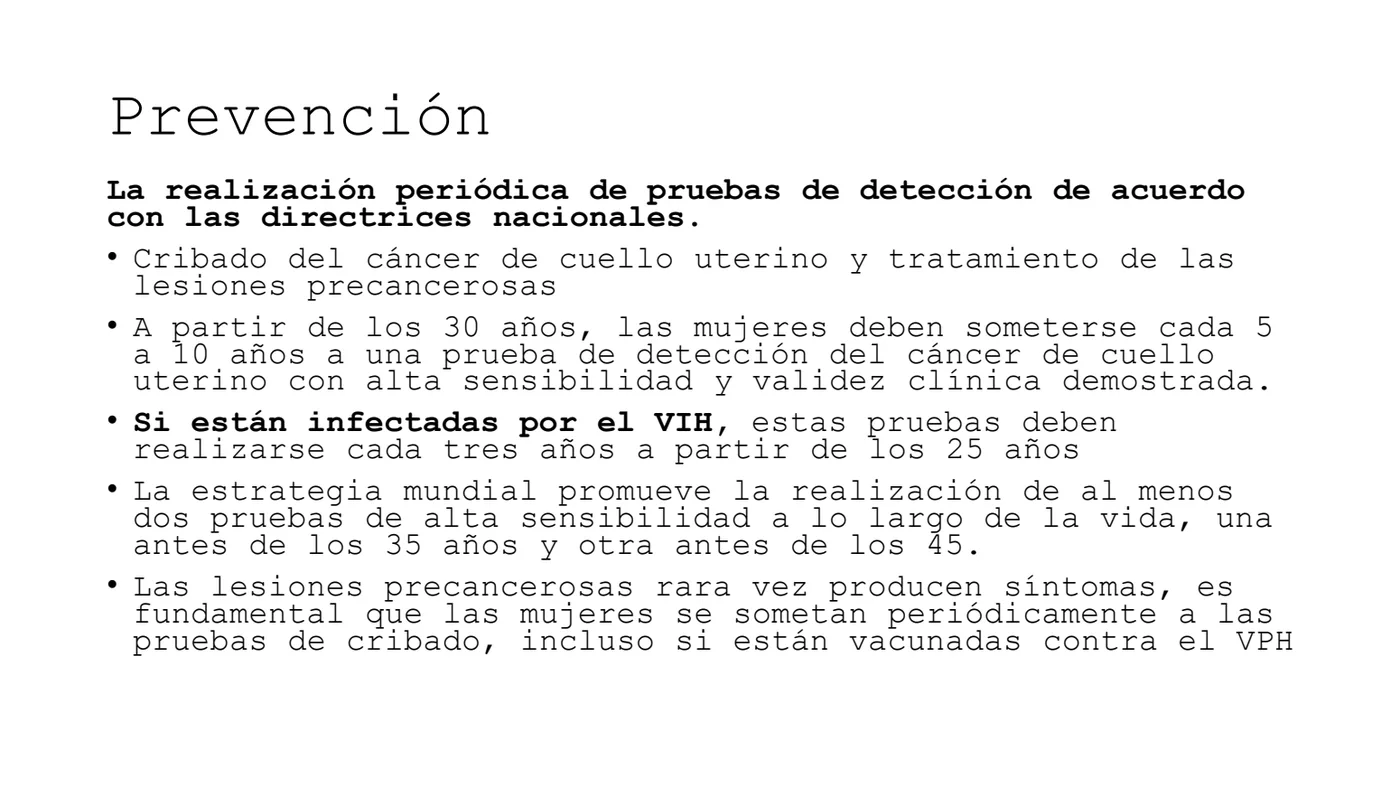 Prevención
La realización periódica de pruebas de detección de acuerdo
con las directrices nacionales.
• Cribado del cáncer de cuello uterino y tratamiento de las
lesiones precancerosas
• A partir de los 30 años, las mujeres deben someterse cada 5
a 10 años a una prueba de detección del cáncer de cuello
uterino con alta sensibilidad y validez clínica demostrada.
• Si están infectadas por el VIH, estas pruebas deben
realizarse cada tres años a partir de los 25 años
• La estrategia mundial promueve la realización de al menos
dos pruebas de alta sensibilidad a lo largo de la vida, una
antes de los 35 años y otra antes de los 45.
• Las lesiones precancerosas rara vez producen síntomas, es
fundamental que las mujeres se sometan periódicamente a las
pruebas de cribado, incluso si están vacunadas contra el VPH